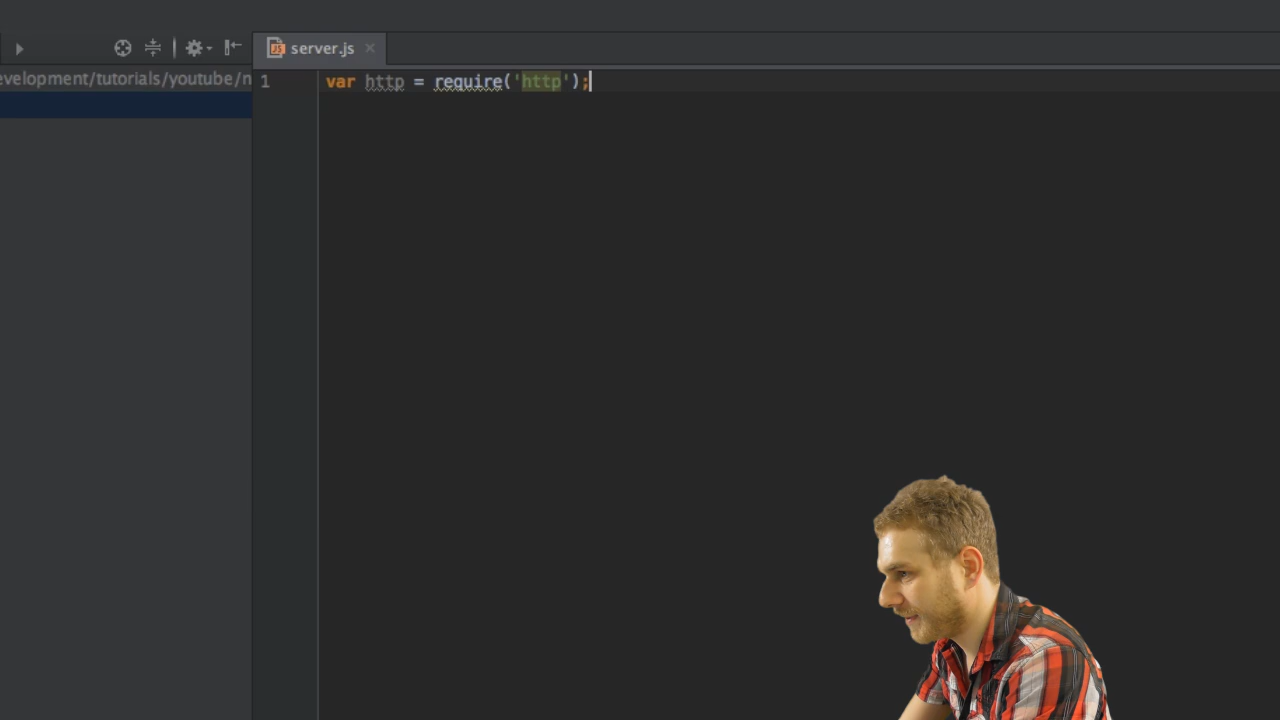 server.js
evelopment/tutorials/youtube/n
1 var http = require('http');